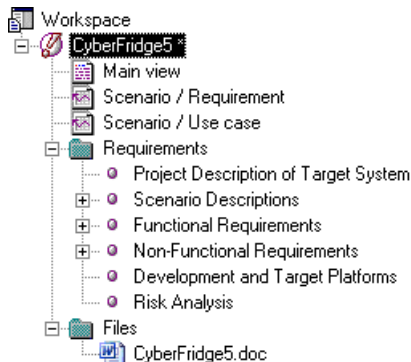 Workspace
CyberFridge5 *
Main view
Scenario / Requirement
Scenario / Use case
Requirements
Project Description of Target System
Scenario Descriptions
Functional Requirements
Non-Functional Requirements
Development and Target Platforms
Risk Analysis
Files
CyberFridge5.doc